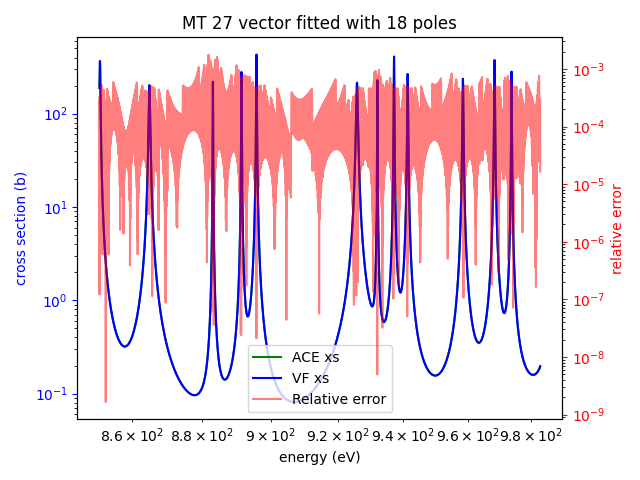 MT 27 vector fitted with 18 poles
cross section (b)
10²
10¹
10⁰
10⁻¹
10⁻³
10⁻⁴
10⁻⁵
10⁻⁶
10⁻⁷
10⁻⁸
10⁻⁹
relative error
ACE xs
VF xs
Relative error
8.6 × 10² 8.8 × 10² 9 × 10² 9.2 × 10² 9.4 × 10² 9.6 × 10² 9.8 × 10²
energy (eV)